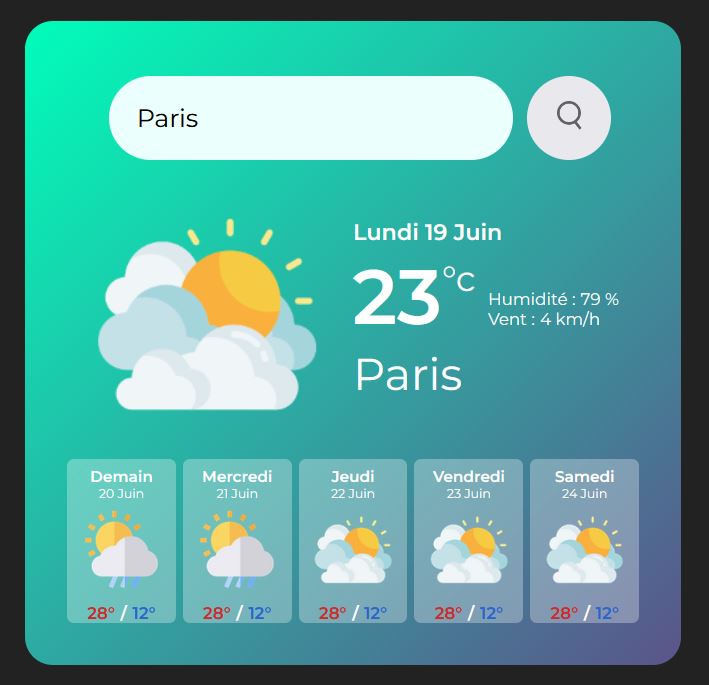 Paris
Lundi 19 Juin
23°C
Humidité : 79 %
Vent : 4 km/h
Paris
Demain
20 Juin
28° / 12°
Mercredi
21 Juin
28° / 12°
Jeudi
22 Juin
28° / 12°
Vendredi
23 Juin
28° / 12°
Samedi
24 Juin
28° / 12°